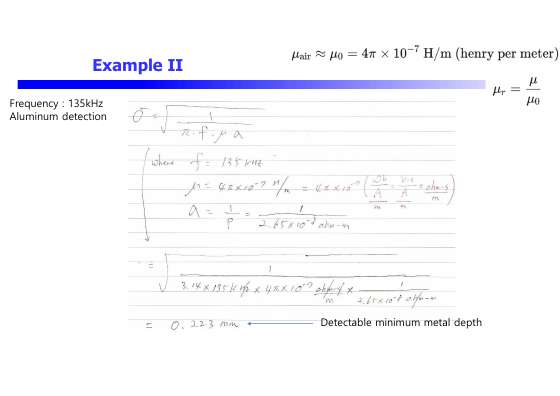 μair ≈ μ0 = 4π × 10⁻⁷ H/m (henry per meter)
Example II
μr = μ/μ0
Frequency : 135kHz
Aluminum detection
σ = √(1 / (π · f · μ a))
where f = 135 kHz
μ = 4π×10⁻⁷ H/m = 4π×10⁻⁷ (Wb/A/m = V·s/A/m = ohm-s/m)
a = 1/ρ = 1 / 2.65×10⁻⁸ ohm-m
= √(1 / (3.14 × 135 kHz × 4π×10⁻⁷ ohm-s/m × 1 / 2.65×10⁻⁸ ohm-m))
= 0.223 mm
Detectable minimum metal depth